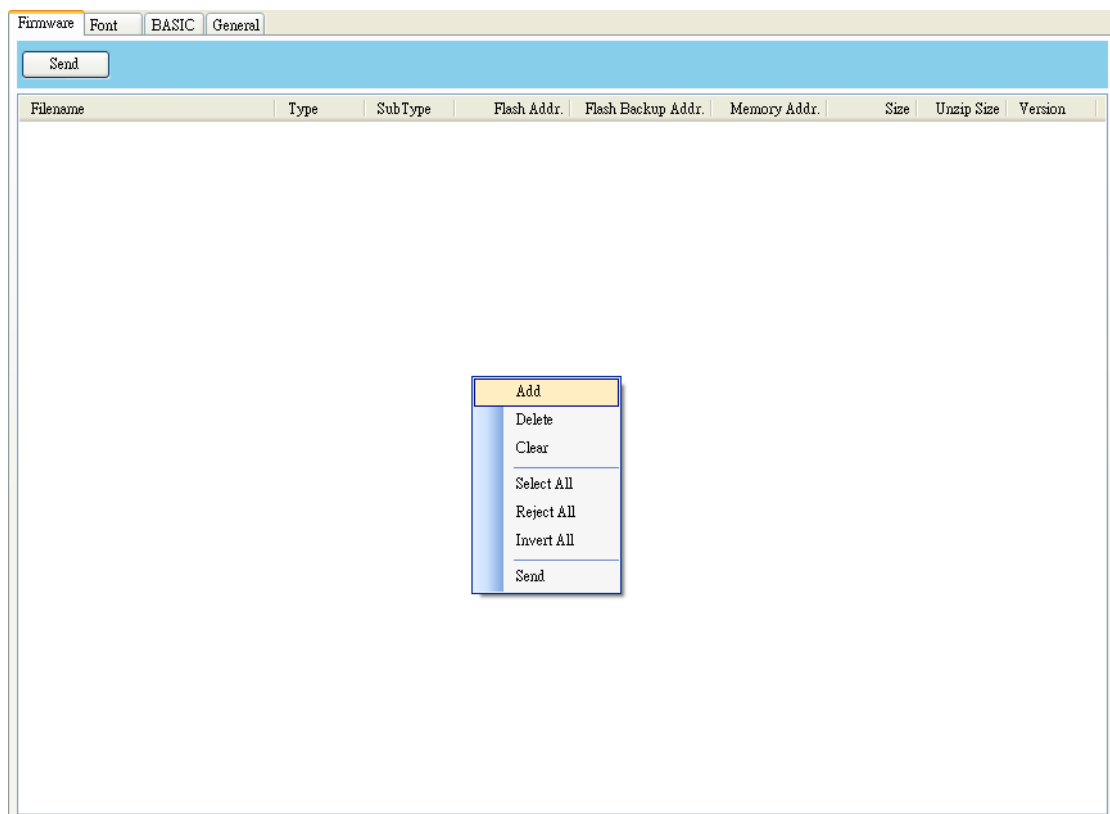 Firmware Font BASIC General
Send
Filename Type SubType Flash Addr. Flash Backup Addr. Memory Addr. Size Unzip Size Version
Add
Delete
Clear
Select All
Reject All
Invert All
Send